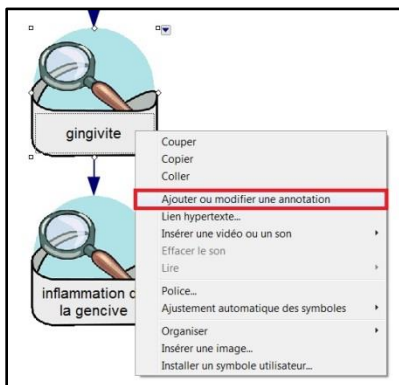 gingivite
Couper
Copier
Coller
Ajouter ou modifier une annotation
Lien hypertexte...
Insérer une vidéo ou un son
Effacer le son
Lire
inflammation d
la gencive
Police...
Ajustement automatique des symboles
Organiser
Insérer une image...
Installer un symbole utilisateur...